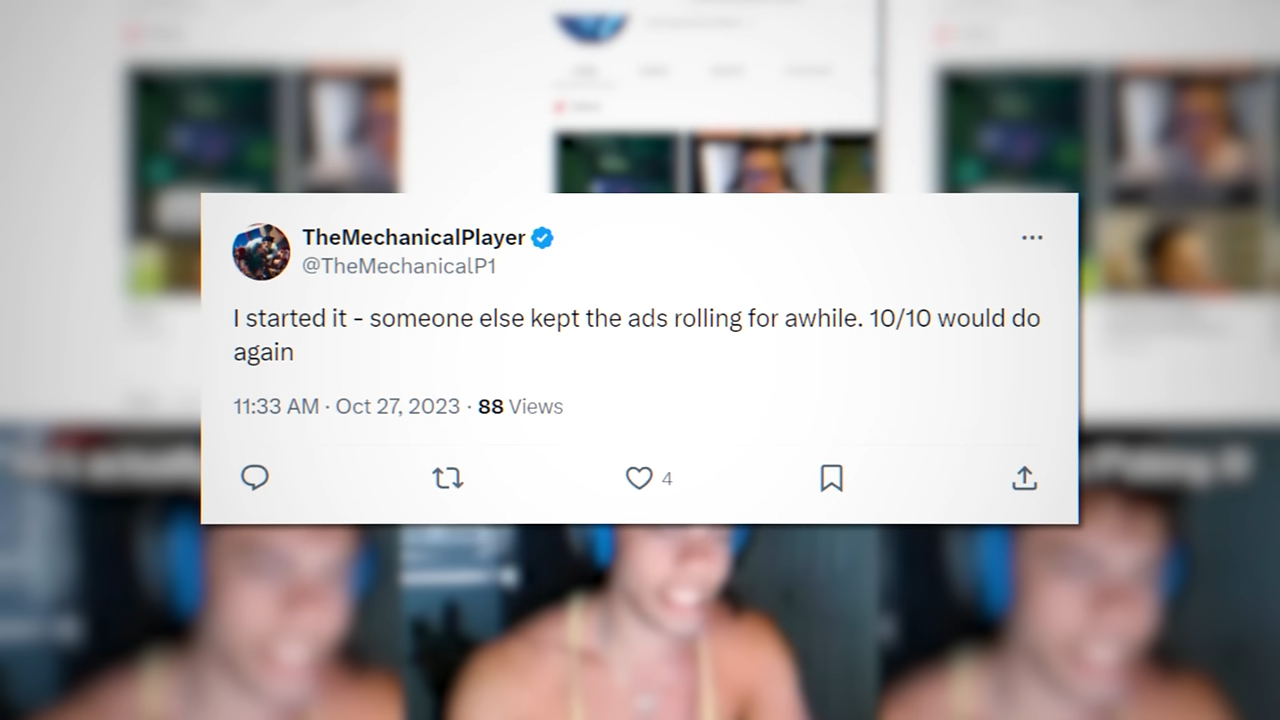 TheMechanicalPlayer
@TheMechanicalP1
I started it - someone else kept the ads rolling for awhile. 10/10 would do
again
11:33 AM · Oct 27, 2023 · 88 Views
4